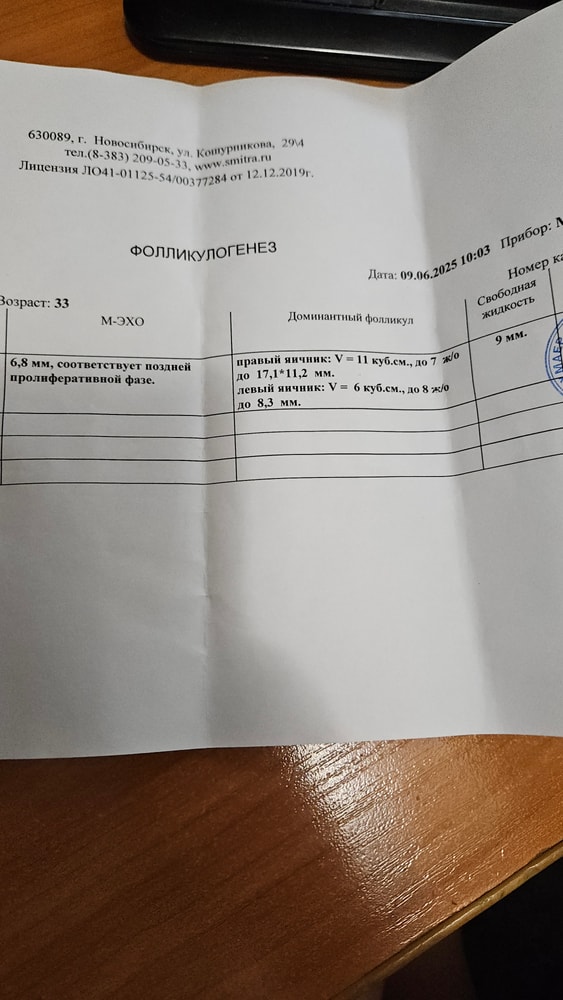 630089, г. Новосибирск, ул. Кошурникова, 29\4
тел.(8-383) 209-05-33, www.smitra.ru
Лицензия ЛО41-01125-54/00377284 от 12.12.2019г.
ФОЛЛИКУЛОГЕНЕЗ
Дата: 09.06.2025 10:03 Прибор:
Возраст: 33
Номер
М-ЭХО
Доминантный фолликул
Свободная
жидкость
6,8 мм, соответствует поздней
пролиферативной фазе.
правый яичник: V = 11 куб.см., до 7 ж/о
до 17,1*11,2 мм.
левый яичник: V = 6 куб.см., до 8 ж/о
до 8,3 мм.
9 мм.